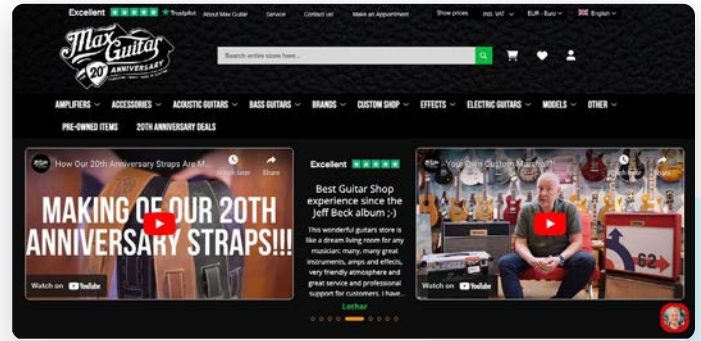 Excellent
Trustpilot
About Max Guitar
Service
Contact us!
Make an Appointment
Show prices
Incl. VAT
EUR - Euro
English
Max Guitar
20th
ANNIVERSARY
Search entire store here...
AMPLIFIERS
ACCESSORIES
ACOUSTIC GUITARS
BASS GUITARS
BRANDS
CUSTOM SHOP
EFFECTS
ELECTRIC GUITARS
MODELS
OTHER
PRE-OWNED ITEMS
20TH ANNIVERSARY DEALS
How Our 20th Anniversary Straps Are M...
Watch later
Share
MAKING OF OUR 20TH
ANNIVERSARY STRAPS!!!
Watch on YouTube
Excellent
Best Guitar Shop
experience since the
Jeff Beck album ;-)
This wonderful guitars store is
like a dream living room for any
musician: many, many great
instruments, amps and effects,
very friendly atmosphere and
great service and professional
support for customers. I have...
Lothar
Your Own Custom Marshall?!
Watch later
Share
62
Watch on YouTube